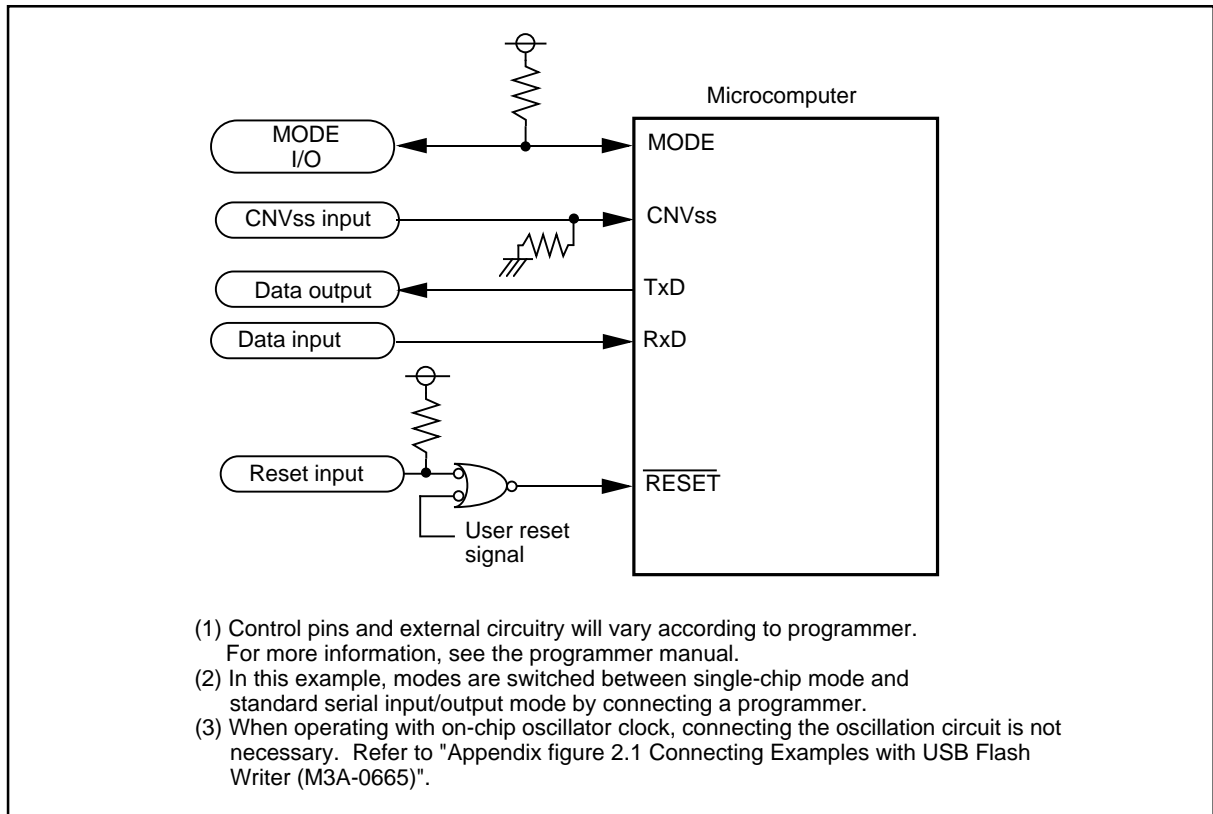 Microcomputer
MODE
I/O
MODE
CNVss input
CNVss
Data output
TxD
Data input
RxD
Reset input
RESET
User reset
signal
(1) Control pins and external circuitry will vary according to programmer.
For more information, see the programmer manual.
(2) In this example, modes are switched between single-chip mode and
standard serial input/output mode by connecting a programmer.
(3) When operating with on-chip oscillator clock, connecting the oscillation circuit is not
necessary.  Refer to "Appendix figure 2.1 Connecting Examples with USB Flash
Writer (M3A-0665)".